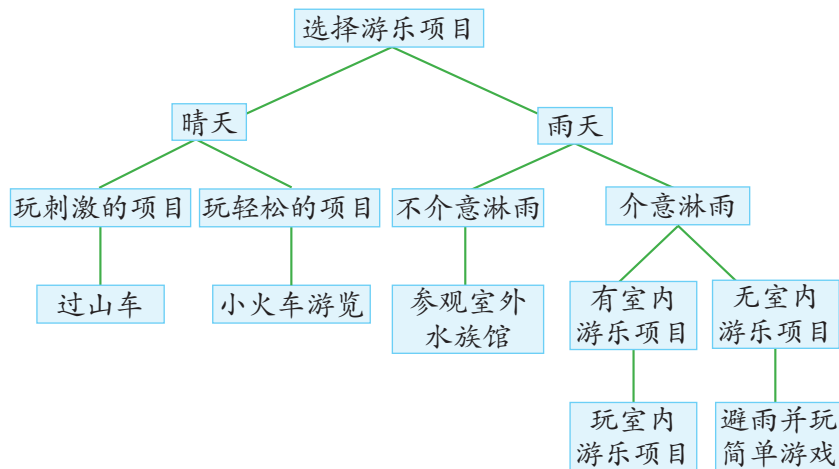 选择游乐项目
晴天
雨天
玩刺激的项目
玩轻松的项目
不介意淋雨
介意淋雨
过山车
小火车游览
参观室外
水族馆
有室内
游乐项目
无室内
游乐项目
玩室内
游乐项目
避雨并玩
简单游戏